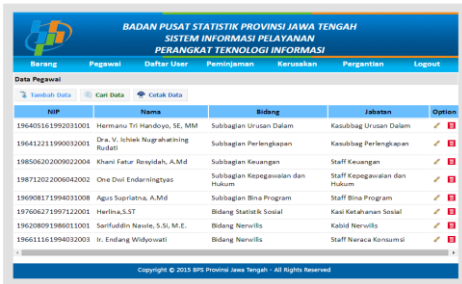 BADAN PUSAT STATISTIK PROVINSI JAWA TENGAH
SISTEM INFORMASI PELAYANAN
PERANGKAT TEKNOLOGI INFORMASI
Barang Pegawai Daftar User Peminjaman Kerusakan Pergantian Logout
Data Pegawai
Tambah Data Cari Data Cetak Data
NIP Nama Bidang Jabatan Option
196405161992031001 Hermanu Tri Handoyo, SE, MM Subbagian Urusan Dalam Kasubbag Urusan Dalam
196412211990032001 Dra. V. Ichiek Nugrahatining Rudati Subbagian Perlengkapan Kasubbag Perlengkapan
198506202009022004 Khani Fatur Rosyidah, A.Md Subbagian Keuangan Staff Keuangan
198712022006042002 One Dwi Endarningtyas Subbagian Kepegawaian dan Hukum Staff Kepegawaian dan Hukum
196908171994031008 Agus Supriatna, A.Md Subbagian Bina Program Staff Bina Program
197606271997122001 Herlina,S.ST Bidang Statistik Sosial Kasi Ketahanan Sosial
196208091986011001 Sarifuddin Nawie, S.Si, M.E. Bidang Nerwilis Kabid Nerwilis
196611161994032003 Ir. Endang Widyowati Bidang Nerwilis Staff Neraca Konsumsi
Copyright © 2015 BPS Provinsi Jawa Tengah - All Rights Reserved